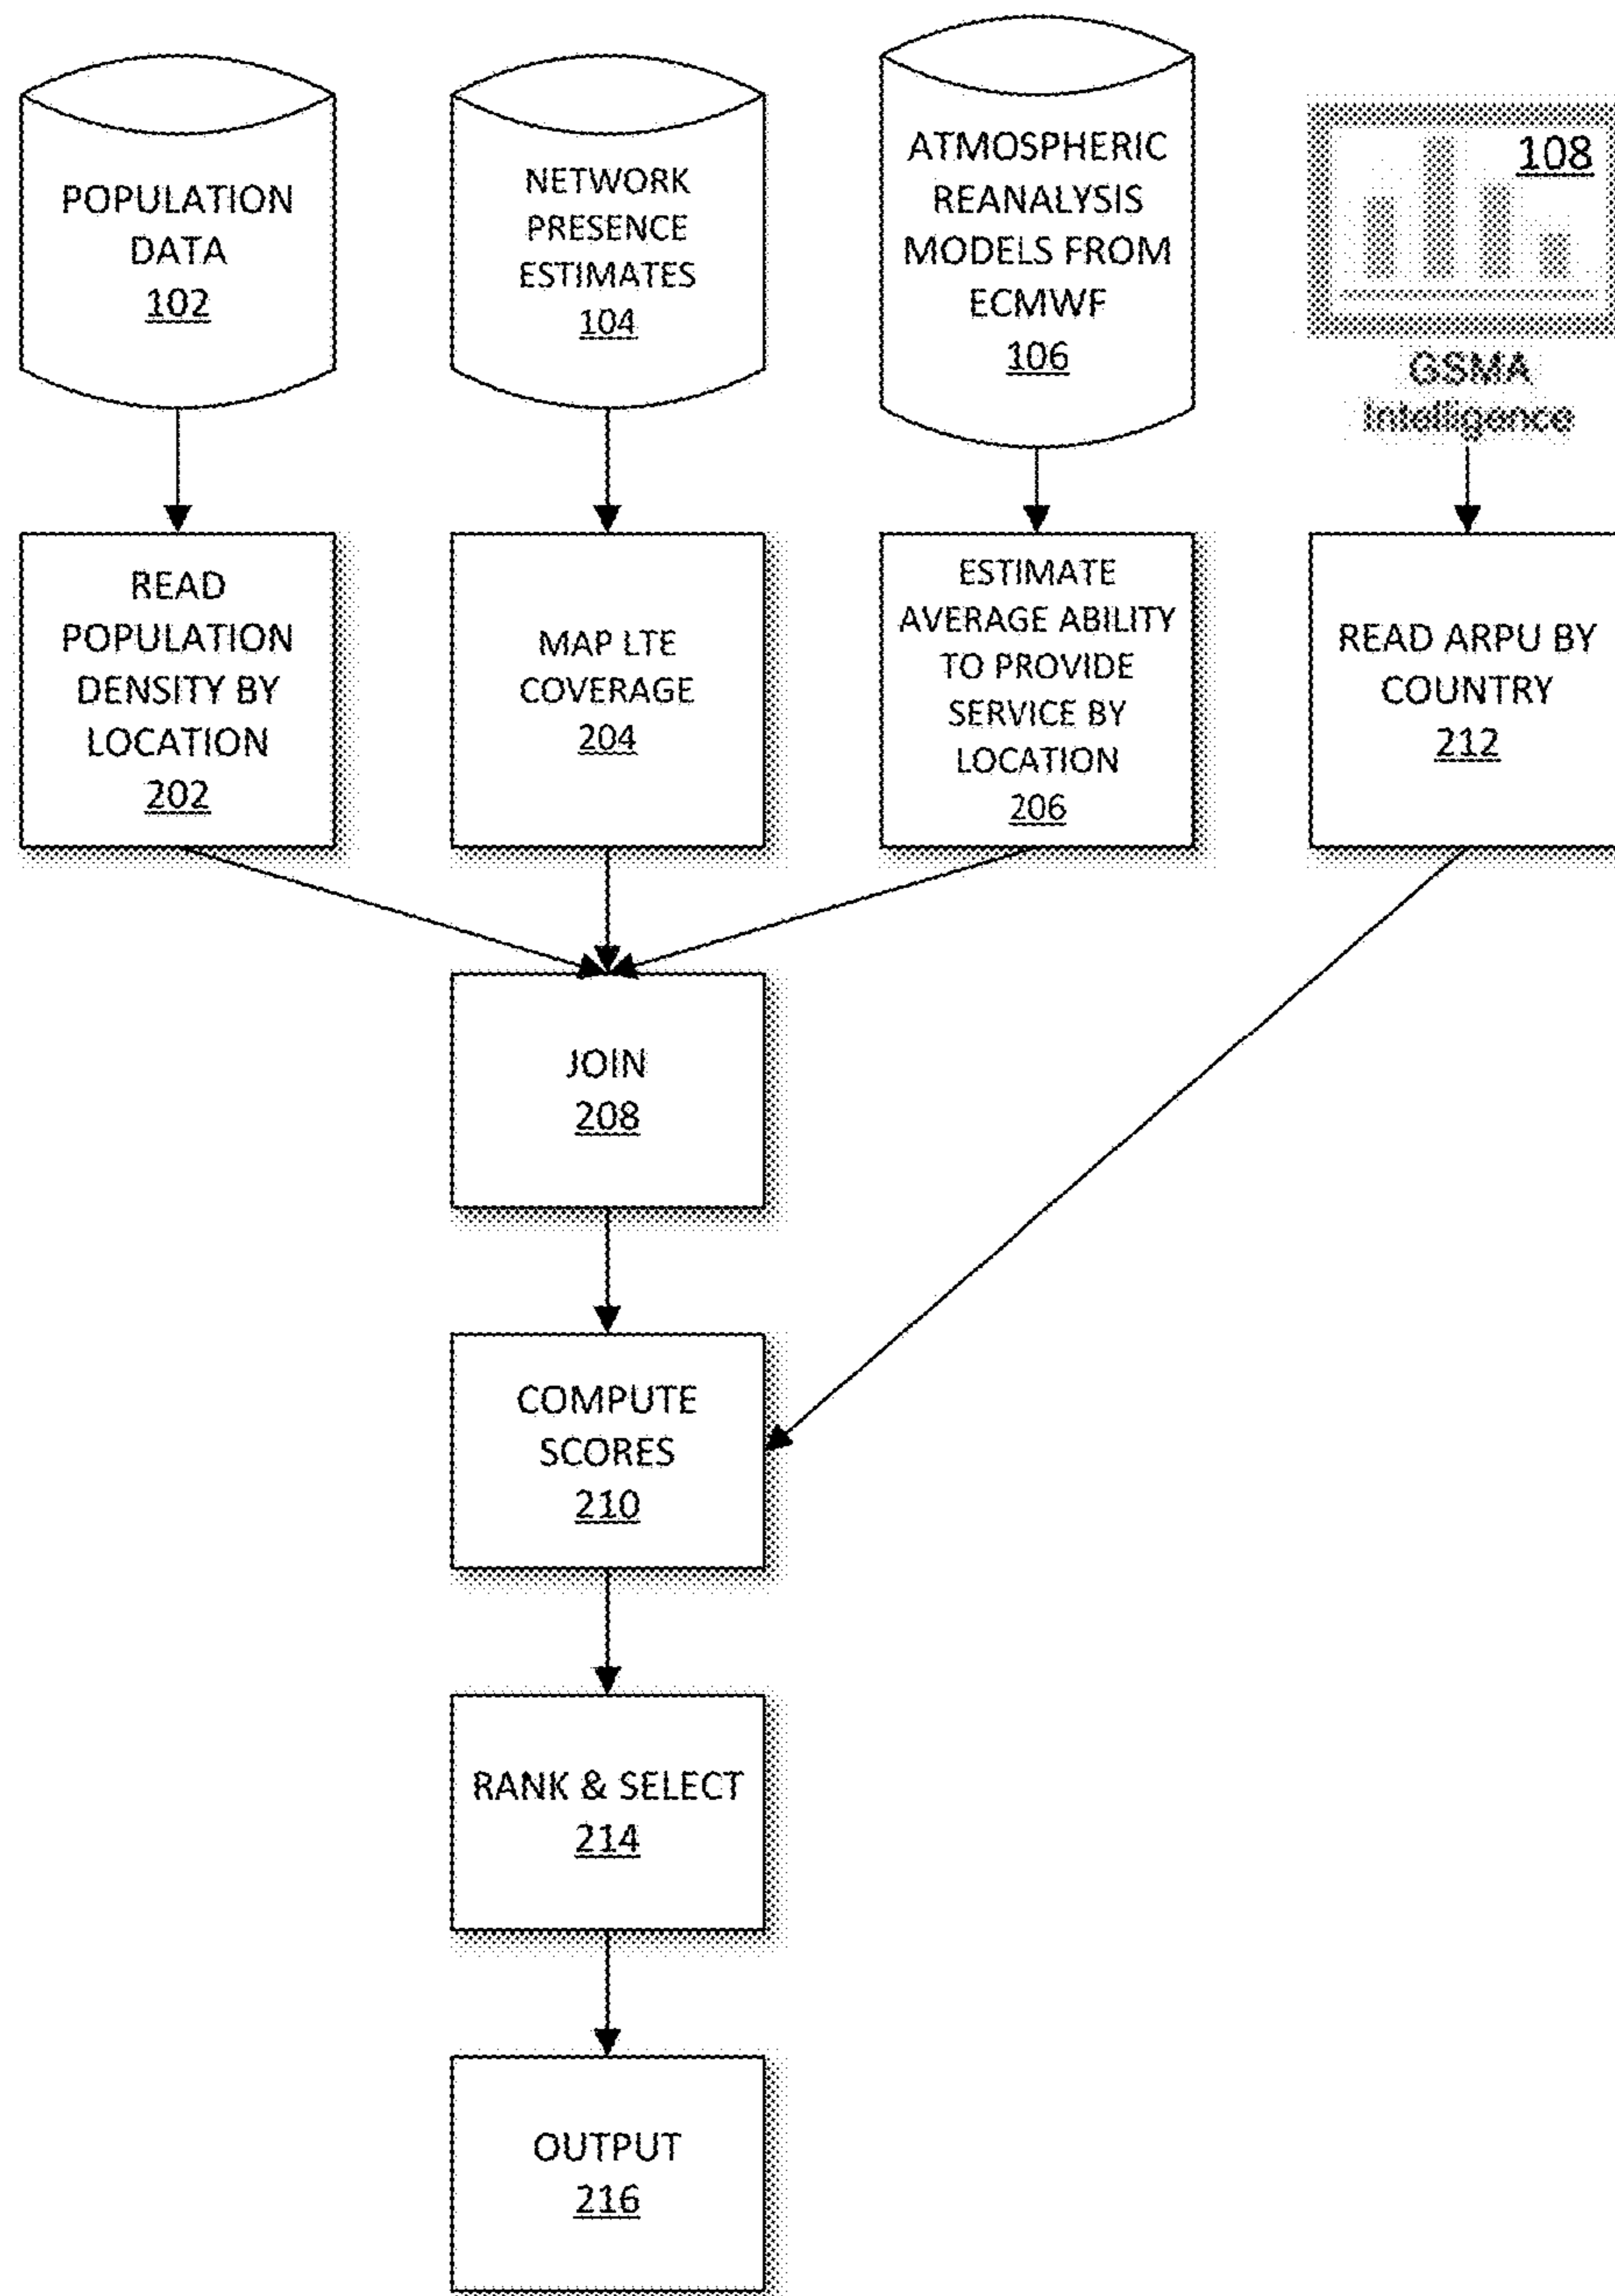 POPULATION
DATA
102
NETWORK
PRESENCE
ESTIMATES
104
ATMOSPHERIC
REANALYSIS
MODELS FROM
ECMWF
106
108
GSMA
Intelligence
READ
POPULATION
DENSITY BY
LOCATION
202
MAP LTE
COVERAGE
204
ESTIMATE
AVERAGE ABILITY
TO PROVIDE
SERVICE BY
LOCATION
206
READ ARPU BY
COUNTRY
212
JOIN
208
COMPUTE
SCORES
210
RANK & SELECT
214
OUTPUT
216